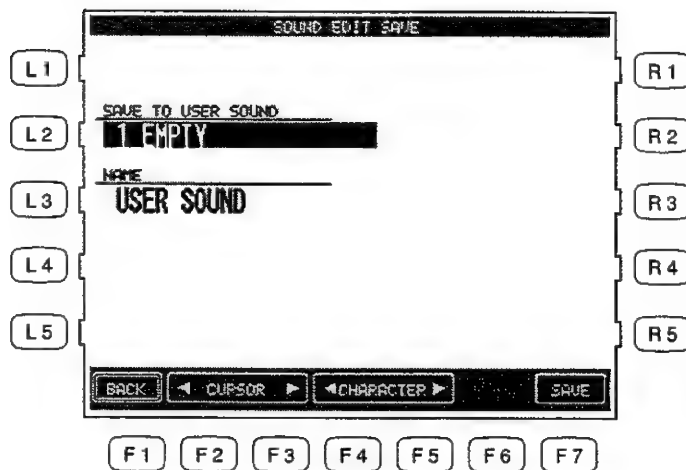 SOUND EDIT SAVE
L1 R1
SAVE TO USER SOUND
L2 1 EMPTY R2
NAME
L3 USER SOUND R3
L4 R4
L5 R5
BACK ◄ CURSOR ► ◄CHARACTER► SAVE
F1 F2 F3 F4 F5 F6 F7